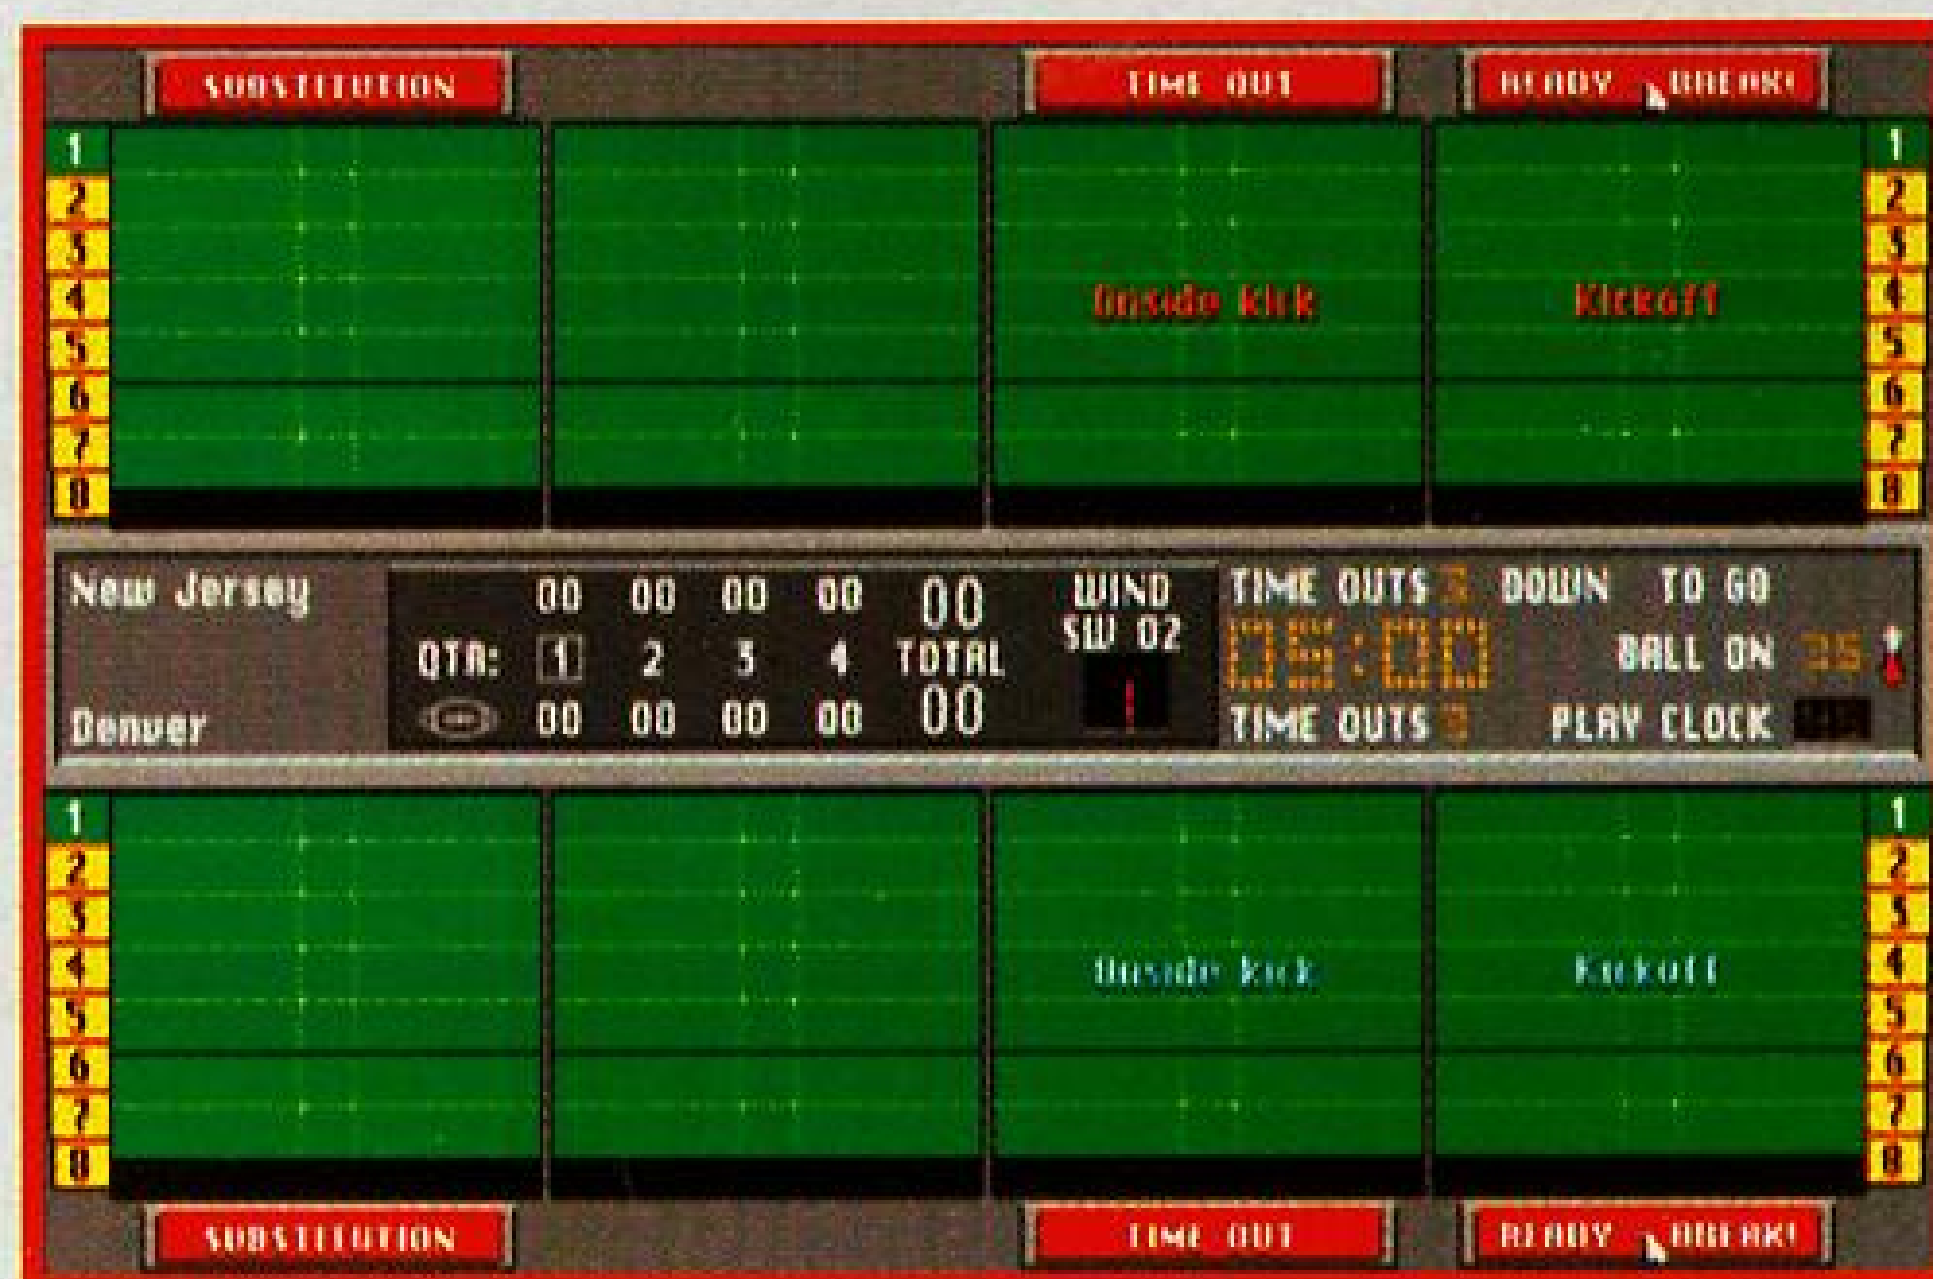 SUBSTITUTION TIME OUT READY BREAK!
1 1
2 2
3 3
4 Onside kick Kickoff 4
5 5
6 6
7 7
8 8
New Jersey 00 00 00 00 00 WIND TIME OUTS 3 DOWN TO GO
QTR: 1 2 3 4 TOTAL SW 02 05:00 BALL ON 35
Denver 00 00 00 00 00 TIME OUTS PLAY CLOCK
1 1
2 2
3 3
4 Onside kick Kickoff 4
5 5
6 6
7 7
8 8
SUBSTITUTION TIME OUT READY BREAK!